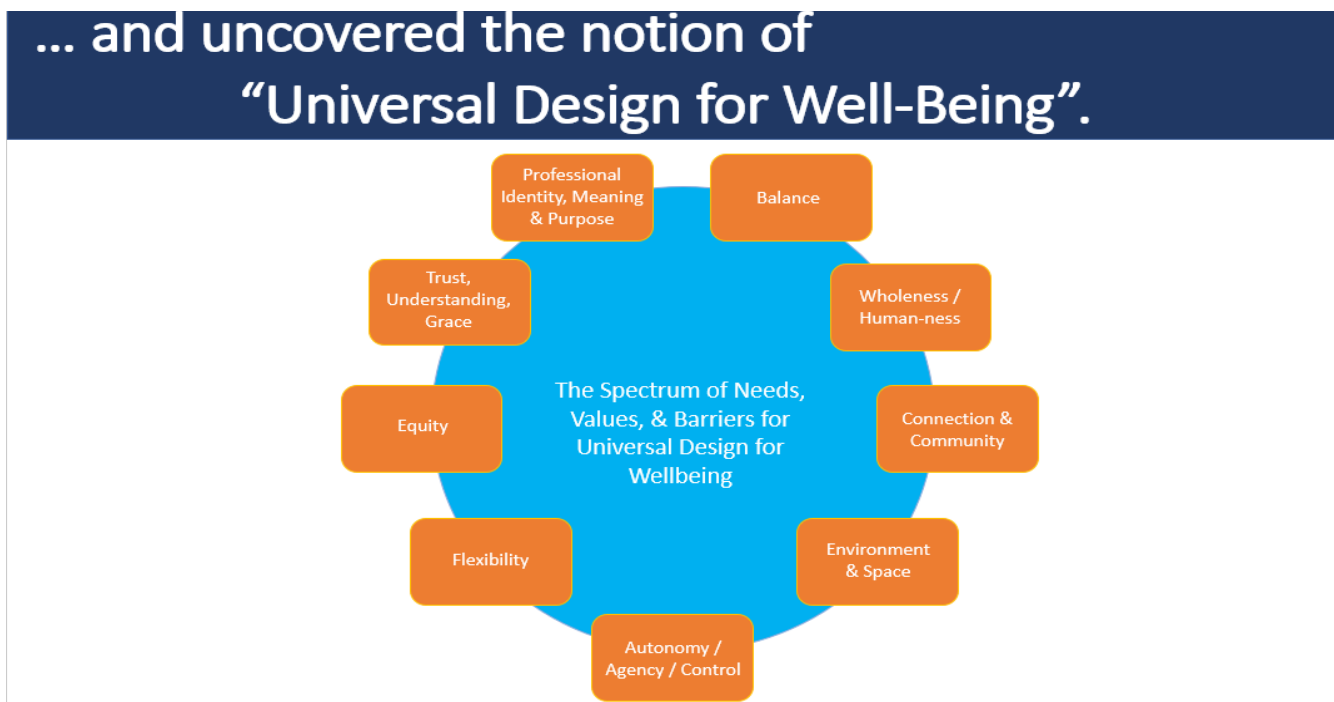 ... and uncovered the notion of
“Universal Design for Well-Being”.
Professional
Identity, Meaning
& Purpose
Balance
Trust,
Understanding,
Grace
Wholeness /
Human-ness
The Spectrum of Needs,
Values, & Barriers for
Universal Design for
Wellbeing
Equity
Connection &
Community
Flexibility
Environment
& Space
Autonomy /
Agency / Control